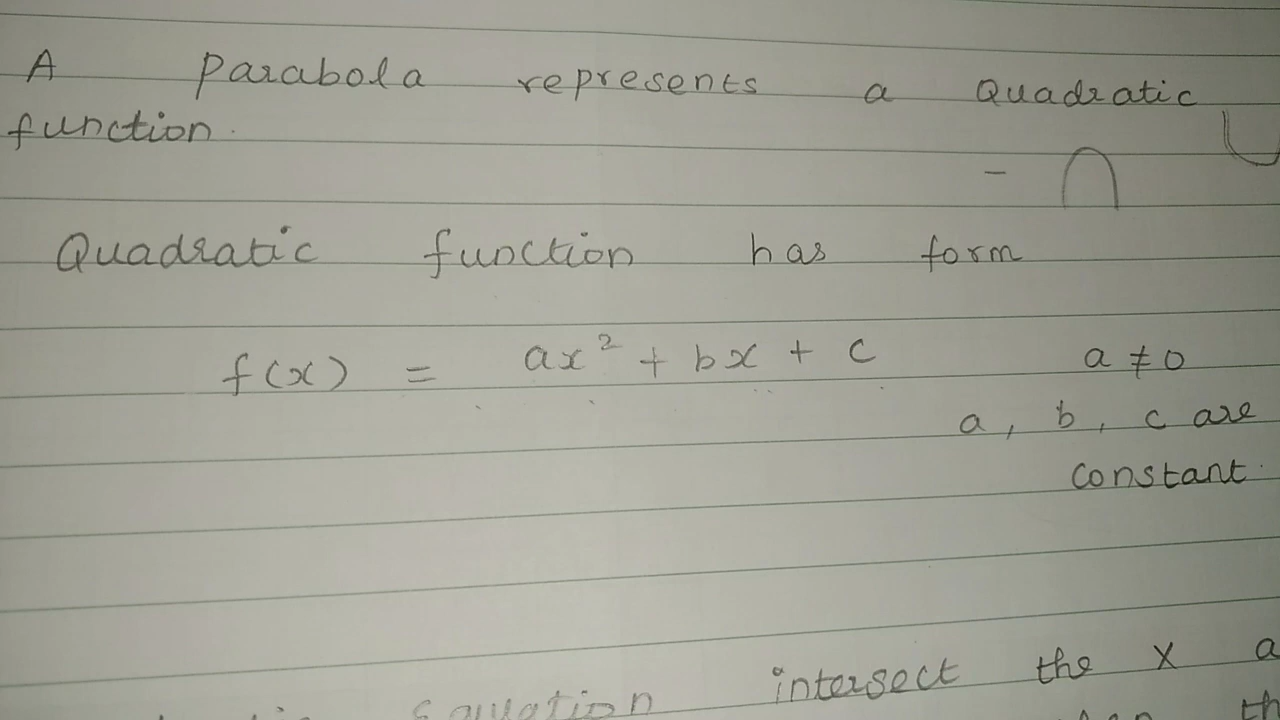 A Parabola represents a Quadratic
function.
-
Quadratic function has form
f(x) = ax² + bx + c a ≠ 0
a, b, c are
constant.
intersect the x a